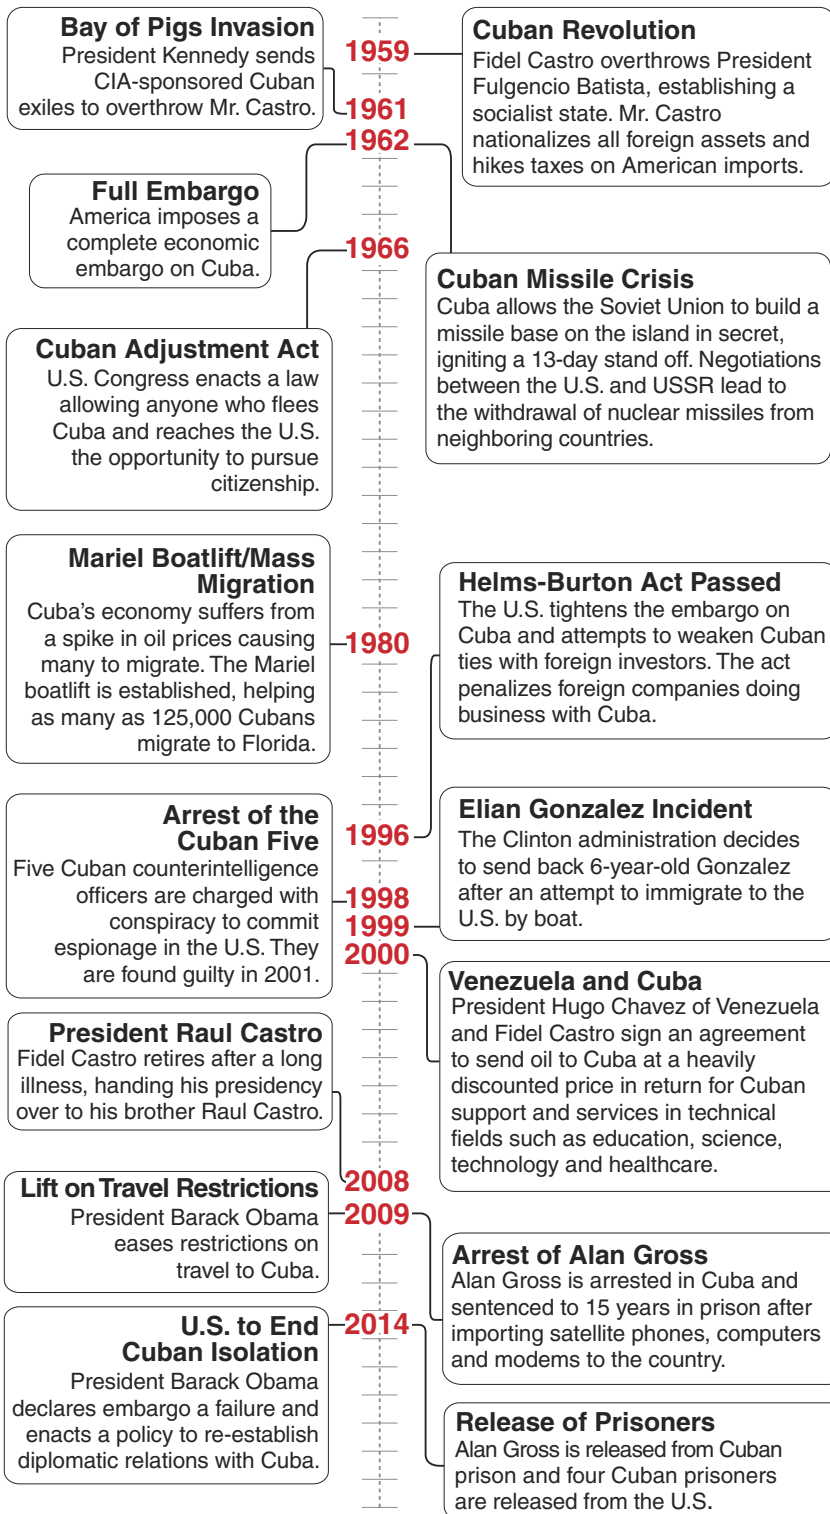 Bay of Pigs Invasion
President Kennedy sends
CIA-sponsored Cuban
exiles to overthrow Mr. Castro.
1959
Cuban Revolution
Fidel Castro overthrows President
Fulgencio Batista, establishing a
socialist state. Mr. Castro
nationalizes all foreign assets and
hikes taxes on American imports.
1961
1962
Full Embargo
America imposes a
complete economic
embargo on Cuba.
1966
Cuban Missile Crisis
Cuba allows the Soviet Union to build a
missile base on the island in secret,
igniting a 13-day stand off. Negotiations
between the U.S. and USSR lead to
the withdrawal of nuclear missiles from
neighboring countries.
Cuban Adjustment Act
U.S. Congress enacts a law
allowing anyone who flees
Cuba and reaches the U.S.
the opportunity to pursue
citizenship.
Mariel Boatlift/Mass
Migration
Cuba's economy suffers from
a spike in oil prices causing
many to migrate. The Mariel
boatlift is established, helping
as many as 125,000 Cubans
migrate to Florida.
1980
Helms-Burton Act Passed
The U.S. tightens the embargo on
Cuba and attempts to weaken Cuban
ties with foreign investors. The act
penalizes foreign companies doing
business with Cuba.
Arrest of the
Cuban Five
Five Cuban counterintelligence
officers are charged with
conspiracy to commit
espionage in the U.S. They
are found guilty in 2001.
1996
1998
1999
2000
Elian Gonzalez Incident
The Clinton administration decides
to send back 6-year-old Gonzalez
after an attempt to immigrate to the
U.S. by boat.
Venezuela and Cuba
President Hugo Chavez of Venezuela
and Fidel Castro sign an agreement
to send oil to Cuba at a heavily
discounted price in return for Cuban
support and services in technical
fields such as education, science,
technology and healthcare.
President Raul Castro
Fidel Castro retires after a long
illness, handing his presidency
over to his brother Raul Castro.
2008
Lift on Travel Restrictions
President Barack Obama
eases restrictions on
travel to Cuba.
2009
Arrest of Alan Gross
Alan Gross is arrested in Cuba and
sentenced to 15 years in prison after
importing satellite phones, computers
and modems to the country.
U.S. to End
Cuban Isolation
President Barack Obama
declares embargo a failure and
enacts a policy to re-establish
diplomatic relations with Cuba.
2014
Release of Prisoners
Alan Gross is released from Cuban
prison and four Cuban prisoners
are released from the U.S.